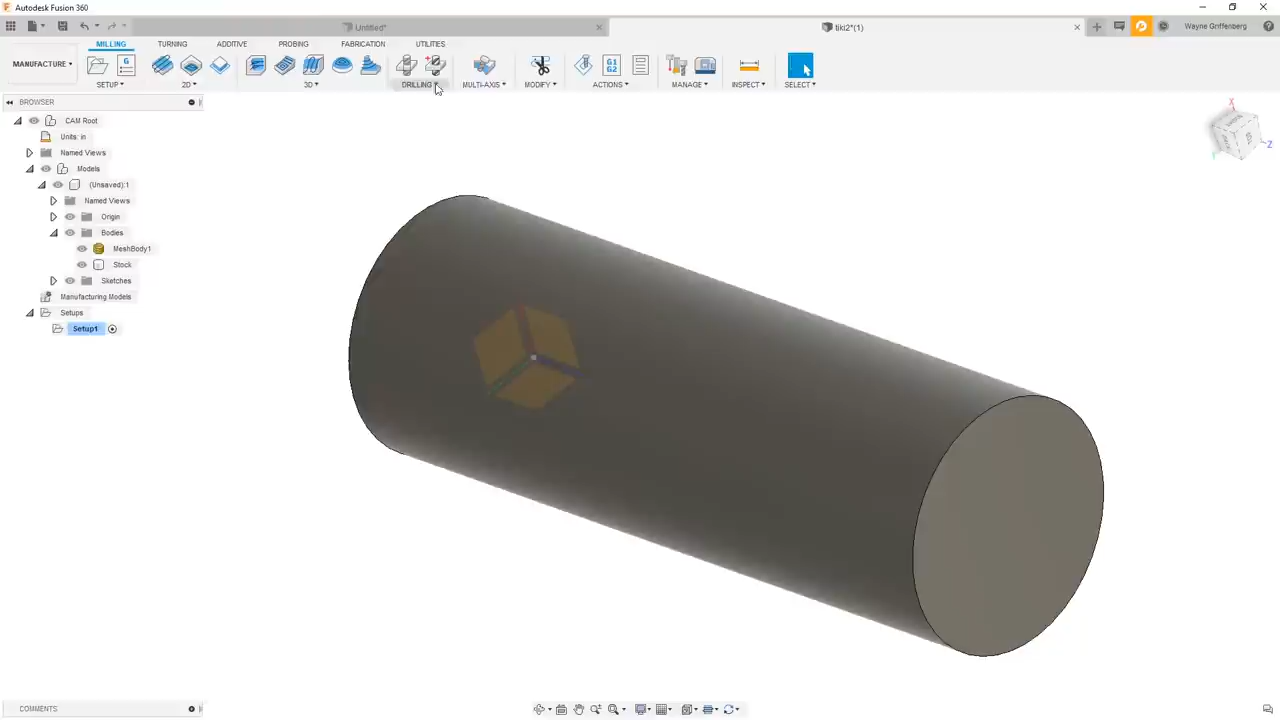 Autodesk Fusion 360
Untitled*
tiki2*(1)
Wayne Griffenberg
MILLING TURNING ADDITIVE PROBING FABRICATION UTILITIES
MANUFACTURE
G
G1
G2
SETUP 2D 3D DRILLING MULTI-AXIS MODIFY ACTIONS MANAGE INSPECT SELECT
BROWSER
CAM Root
Units: in
Named Views
Models
(Unsaved):1
Named Views
Origin
Bodies
MeshBody1
Stock
Sketches
Manufacturing Models
Setups
Setup1
X
Z
COMMENTS